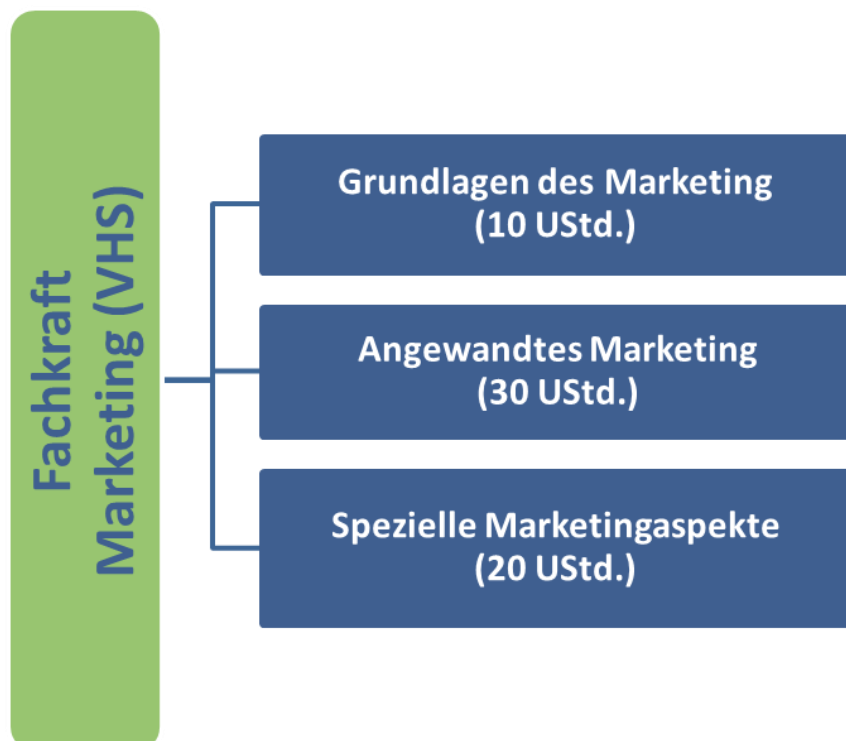 Fachkraft
Marketing (VHS)
Grundlagen des Marketing
(10 UStd.)
Angewandtes Marketing
(30 UStd.)
Spezielle Marketingaspekte
(20 UStd.)